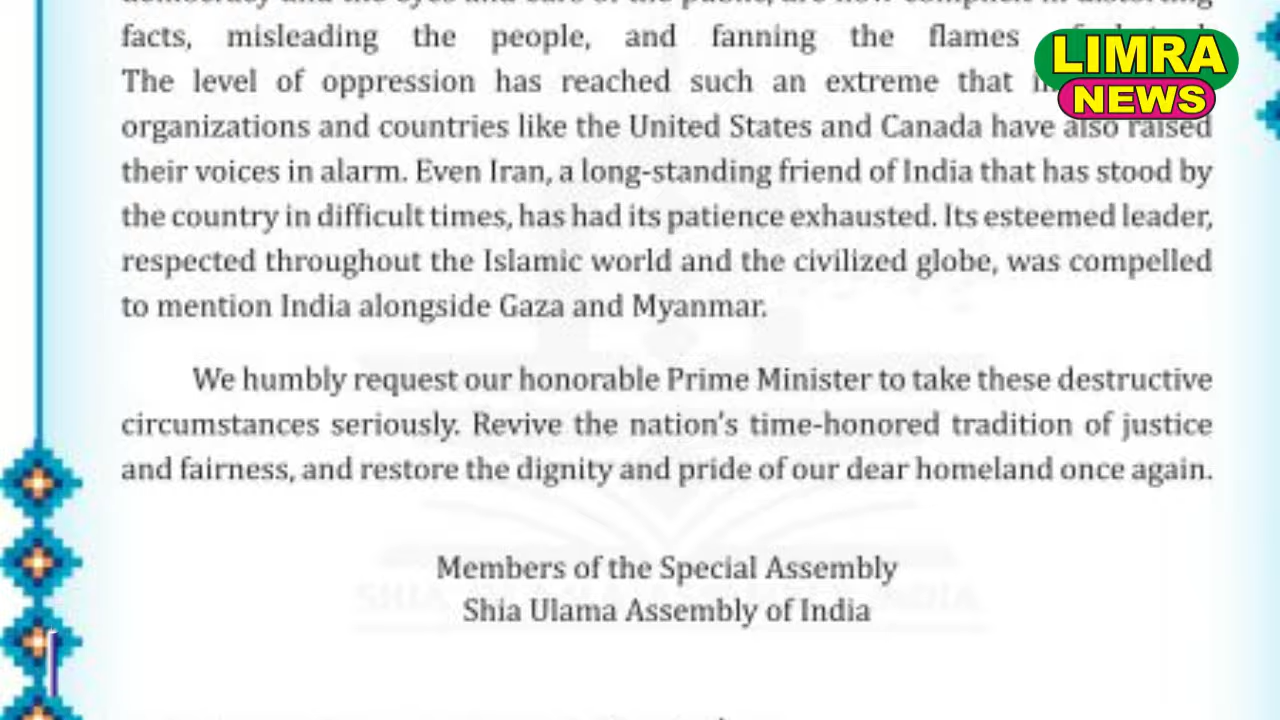 facts, misleading the people, and fanning the flames
The level of oppression has reached such an extreme that
organizations and countries like the United States and Canada have also raised
their voices in alarm. Even Iran, a long-standing friend of India that has stood by
the country in difficult times, has had its patience exhausted. Its esteemed leader,
respected throughout the Islamic world and the civilized globe, was compelled
to mention India alongside Gaza and Myanmar.
We humbly request our honorable Prime Minister to take these destructive
circumstances seriously. Revive the nation's time-honored tradition of justice
and fairness, and restore the dignity and pride of our dear homeland once again.
Members of the Special Assembly
Shia Ulama Assembly of India
LIMRA
NEWS